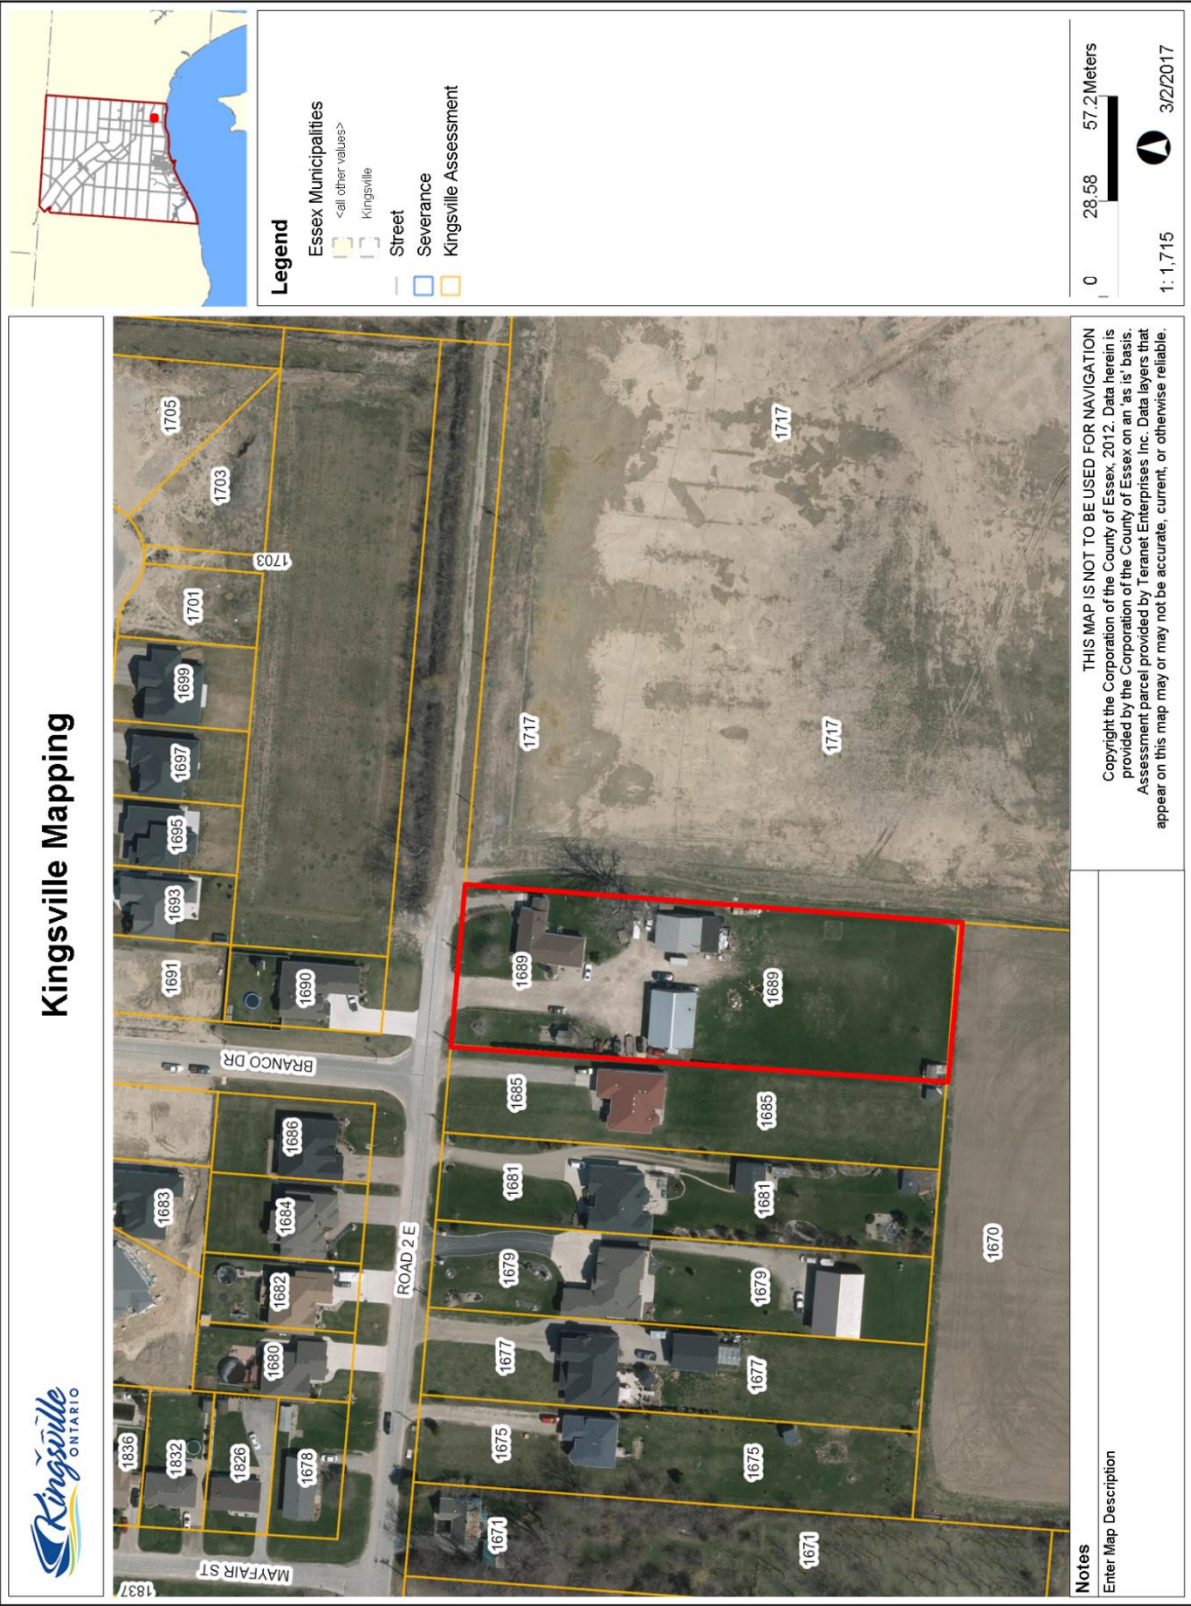 Kingsville Mapping
Kingsville
ONTARIO
1836
1832
1826
1678
1837
MAYFAIR ST
1683
1680
1682
1684
1686
BRANCO DR
1691
1693
1695
1697
1699
1701
1703
1703
1705
1690
ROAD 2 E
1671
1675
1677
1679
1681
1685
1689
1717
1717
1671
1675
1677
1679
1681
1685
1689
1717
1670
Legend
Essex Municipalities
<all other values>
Kingsville
Street
Severance
Kingsville Assessment
Notes
Enter Map Description
THIS MAP IS NOT TO BE USED FOR NAVIGATION
Copyright the Corporation of the County of Essex, 2012. Data herein is
provided by the Corporation of the County of Essex on an 'as is' basis.
Assessment parcel provided by Teranet Enterprises Inc. Data layers that
appear on this map may or may not be accurate, current, or otherwise reliable.
0 28.58 57.2 Meters
1: 1,715
3/2/2017